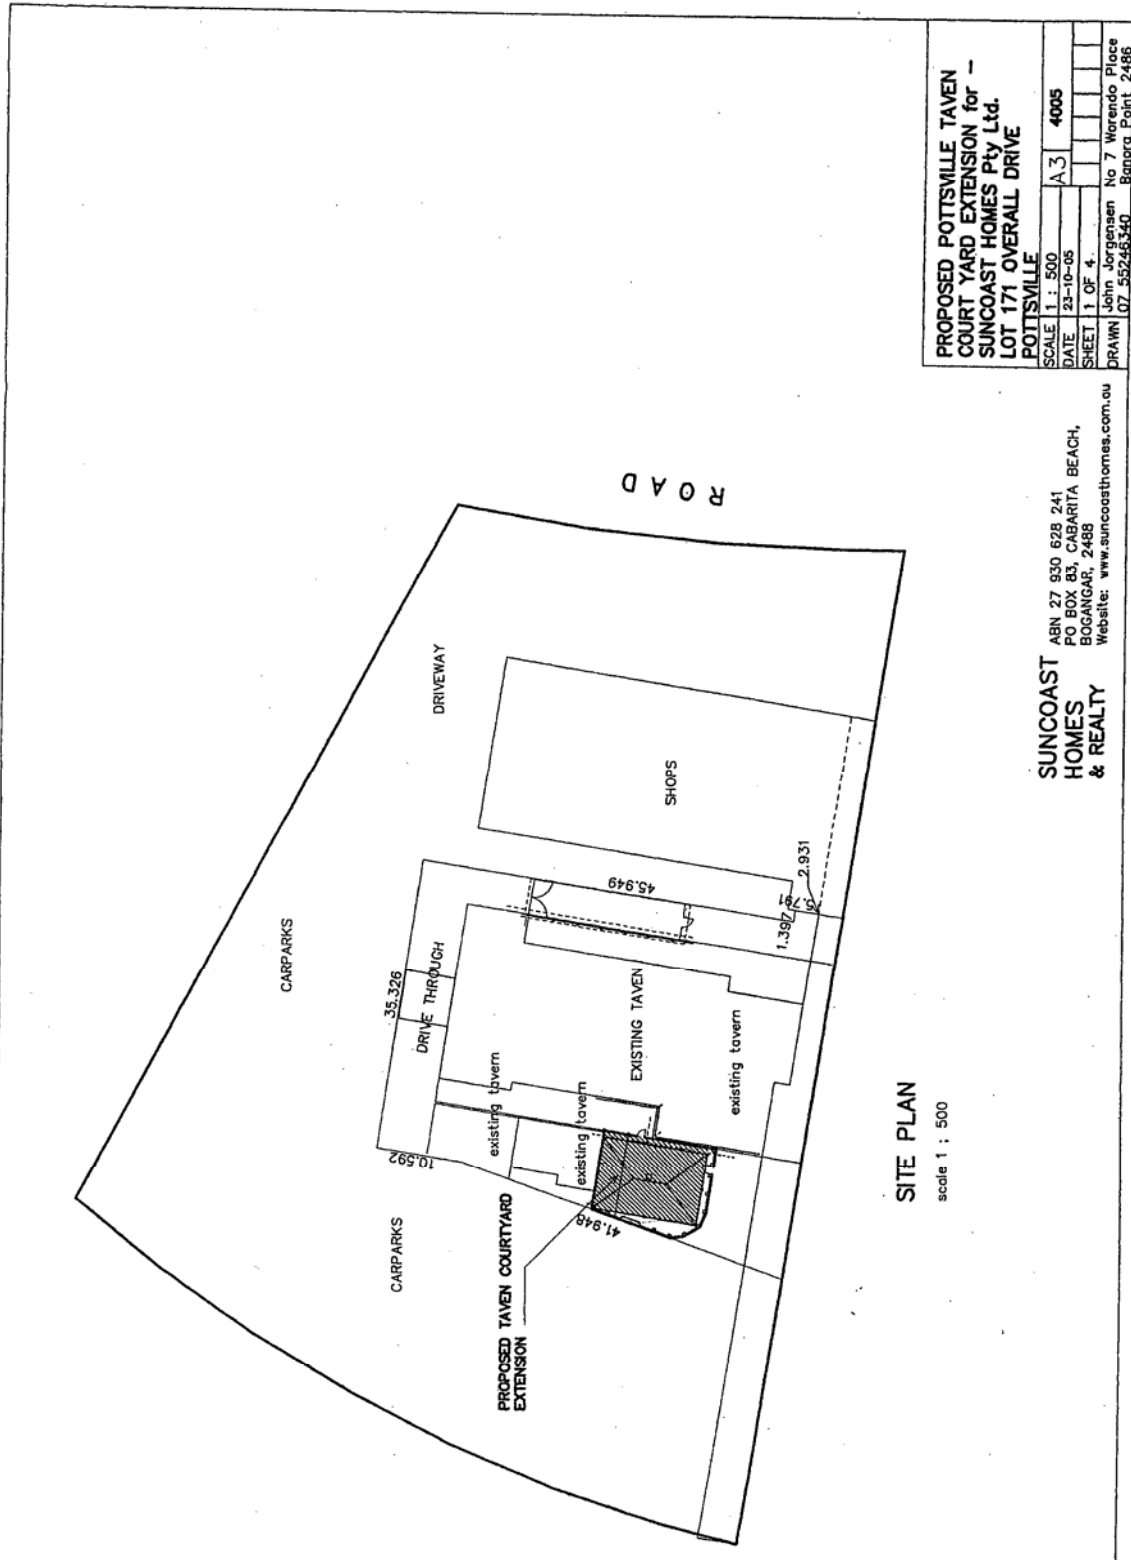 PROPOSED POTTSVILLE TAVEN
COURT YARD EXTENSION for –
SUNCOAST HOMES Pty Ltd.
LOT 171 OVERALL DRIVE
POTTSVILLE
SCALE 1 : 500 A3 4005
DATE 23-10-05
SHEET 1 OF 4.
DRAWN John Jorgensen No 7 Worendo Place
07 55246340 Banora Point 2486
SUNCOAST
HOMES
& REALTY
ABN 27 930 628 241
PO BOX 83, CABARITA BEACH,
BOGANGAR, 2488
Website: www.suncoasthomes.com.au
ROAD
DRIVEWAY
SHOPS
CARPARKS
35.326
DRIVE THROUGH
45.949
2.931
5.791
1.397
EXISTING TAVEN
existing tavern
existing tavern
existing tavern
10.592
41.948
CARPARKS
PROPOSED TAVEN COURTYARD
EXTENSION
SITE PLAN
scale 1 : 500